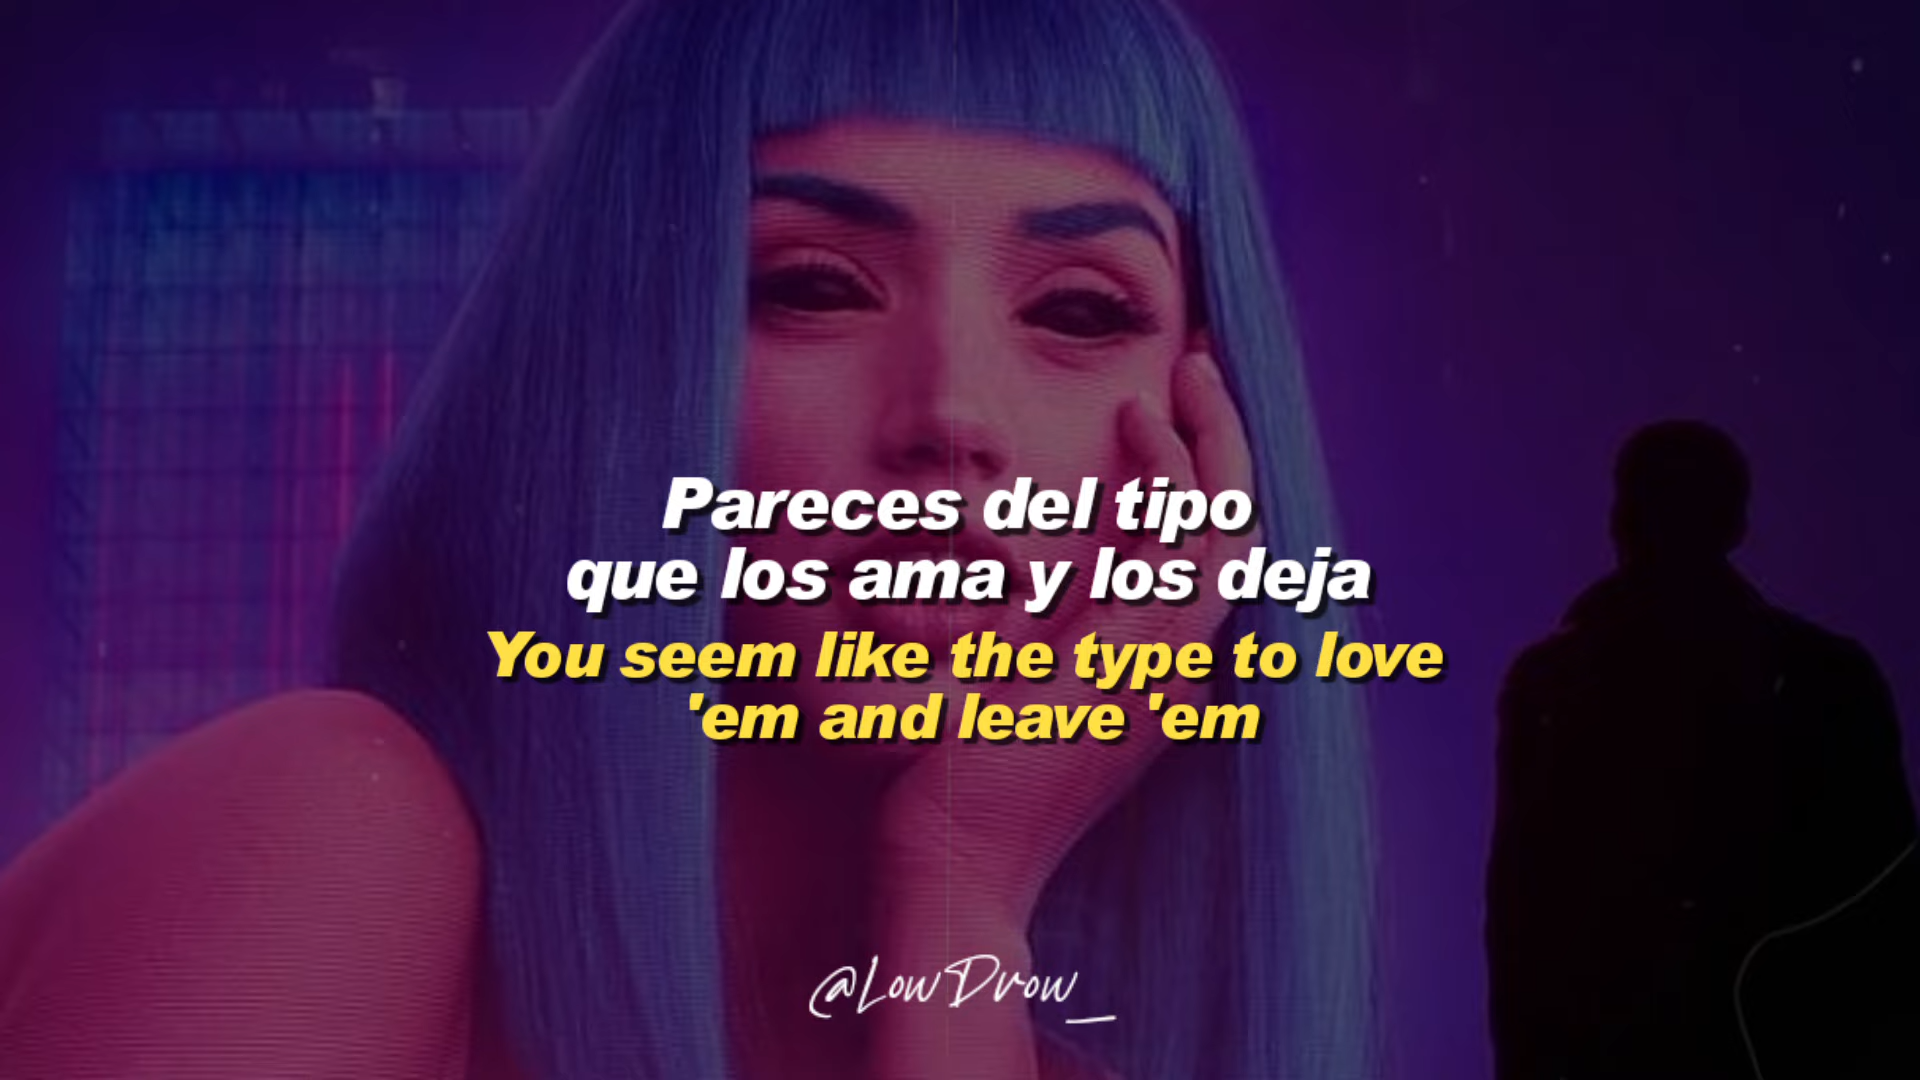 Pareces del tipo
que los ama y los deja
You seem like the type to love
'em and leave 'em
@LowDrow_